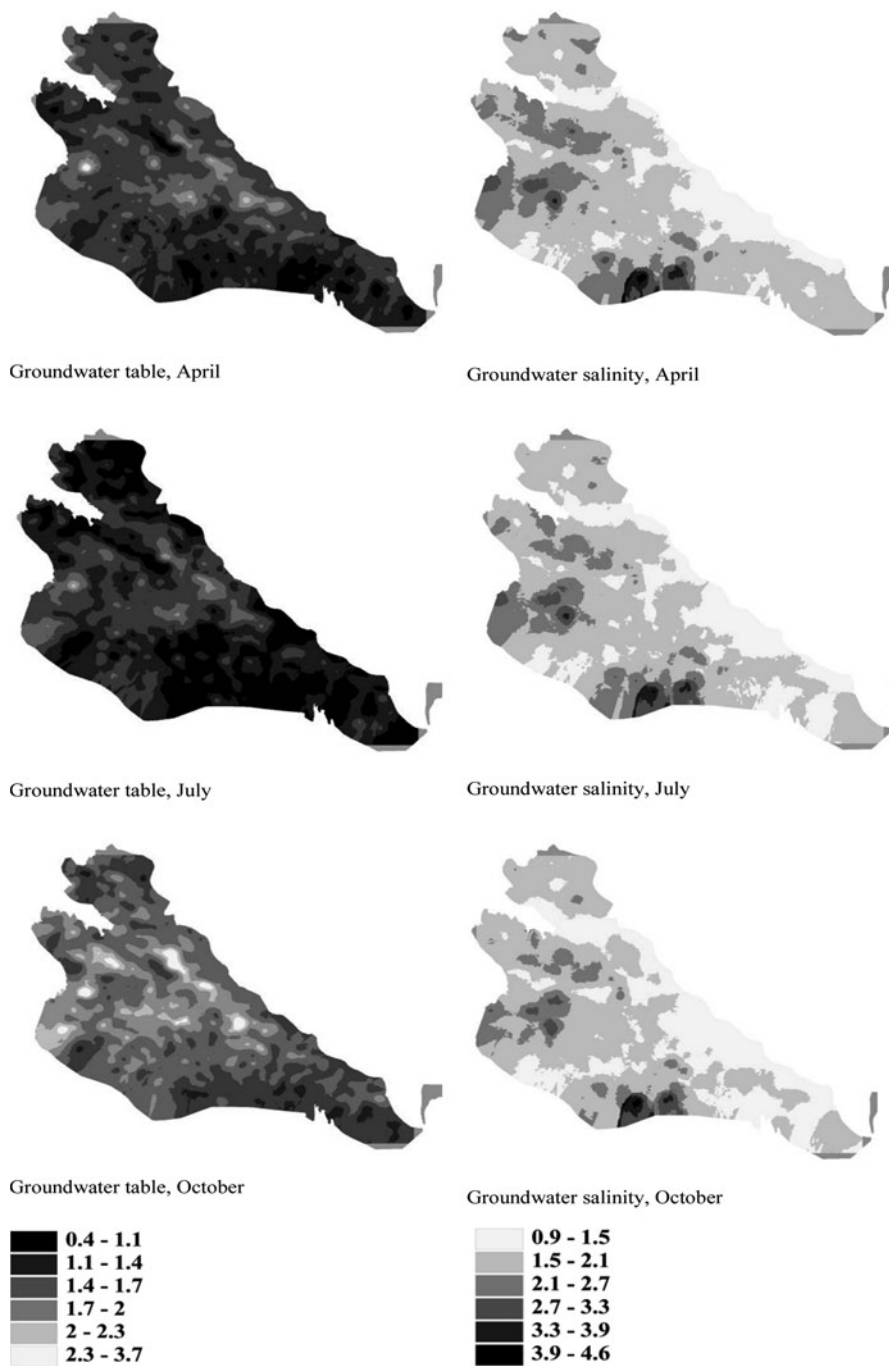 Groundwater table, April
Groundwater salinity, April
Groundwater table, July
Groundwater salinity, July
Groundwater table, October
Groundwater salinity, October
0.4 - 1.1
1.1 - 1.4
1.4 - 1.7
1.7 - 2
2 - 2.3
2.3 - 3.7
0.9 - 1.5
1.5 - 2.1
2.1 - 2.7
2.7 - 3.3
3.3 - 3.9
3.9 - 4.6